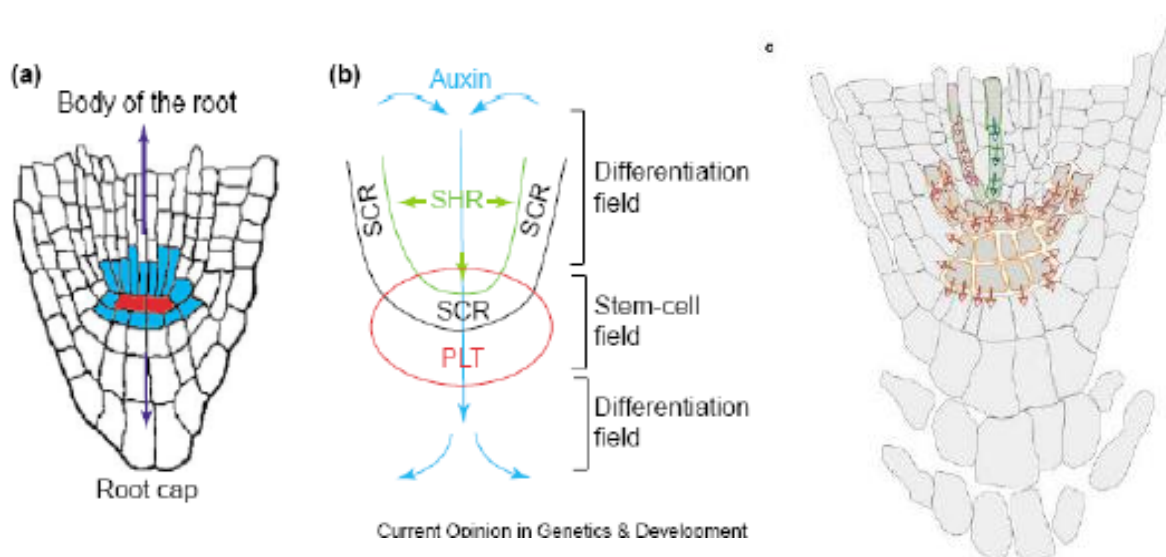 (a)
Body of the root
Root cap
(b)
Auxin
SCR
SHR
SCR
SCR
PLT
Differentiation
field
Stem-cell
field
Differentiation
field
Current Opinion in Genetics & Development
c